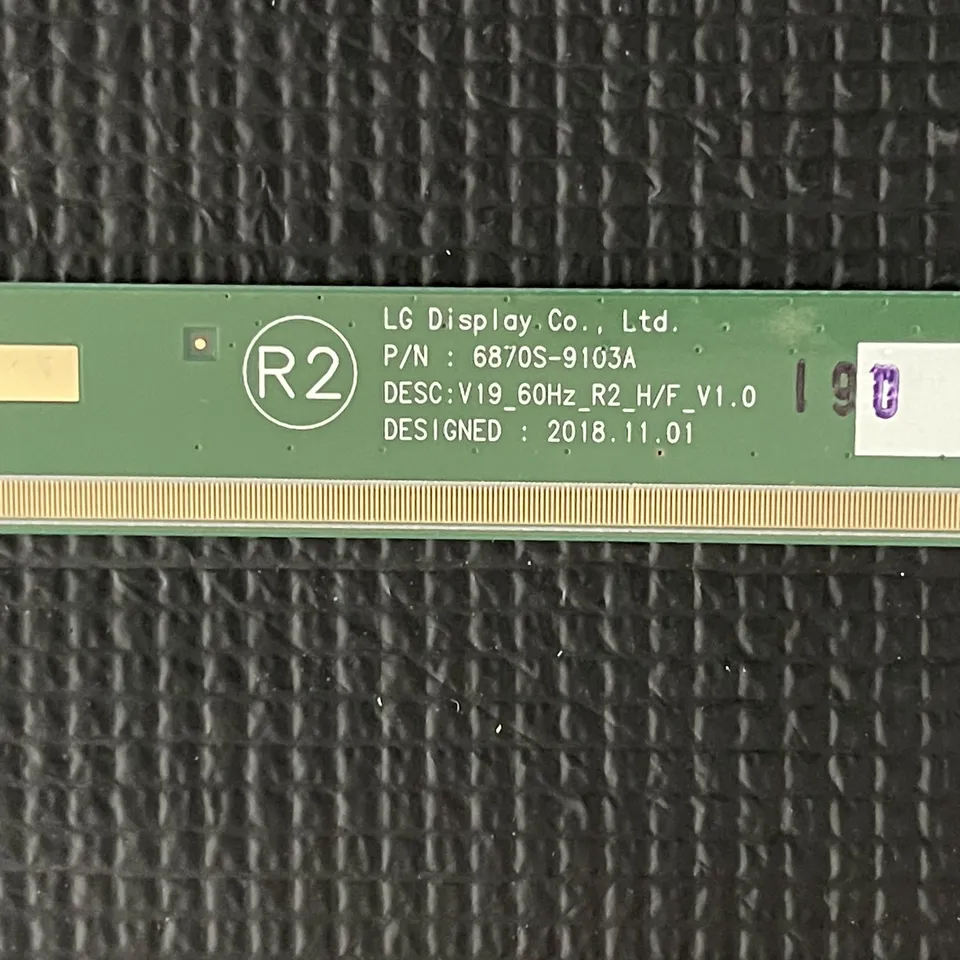 R2
LG Display Co., Ltd.
P/N : 6870S-9103A
DESC:V19_60Hz_R2_H/F_V1.0
DESIGNED : 2018.11.01